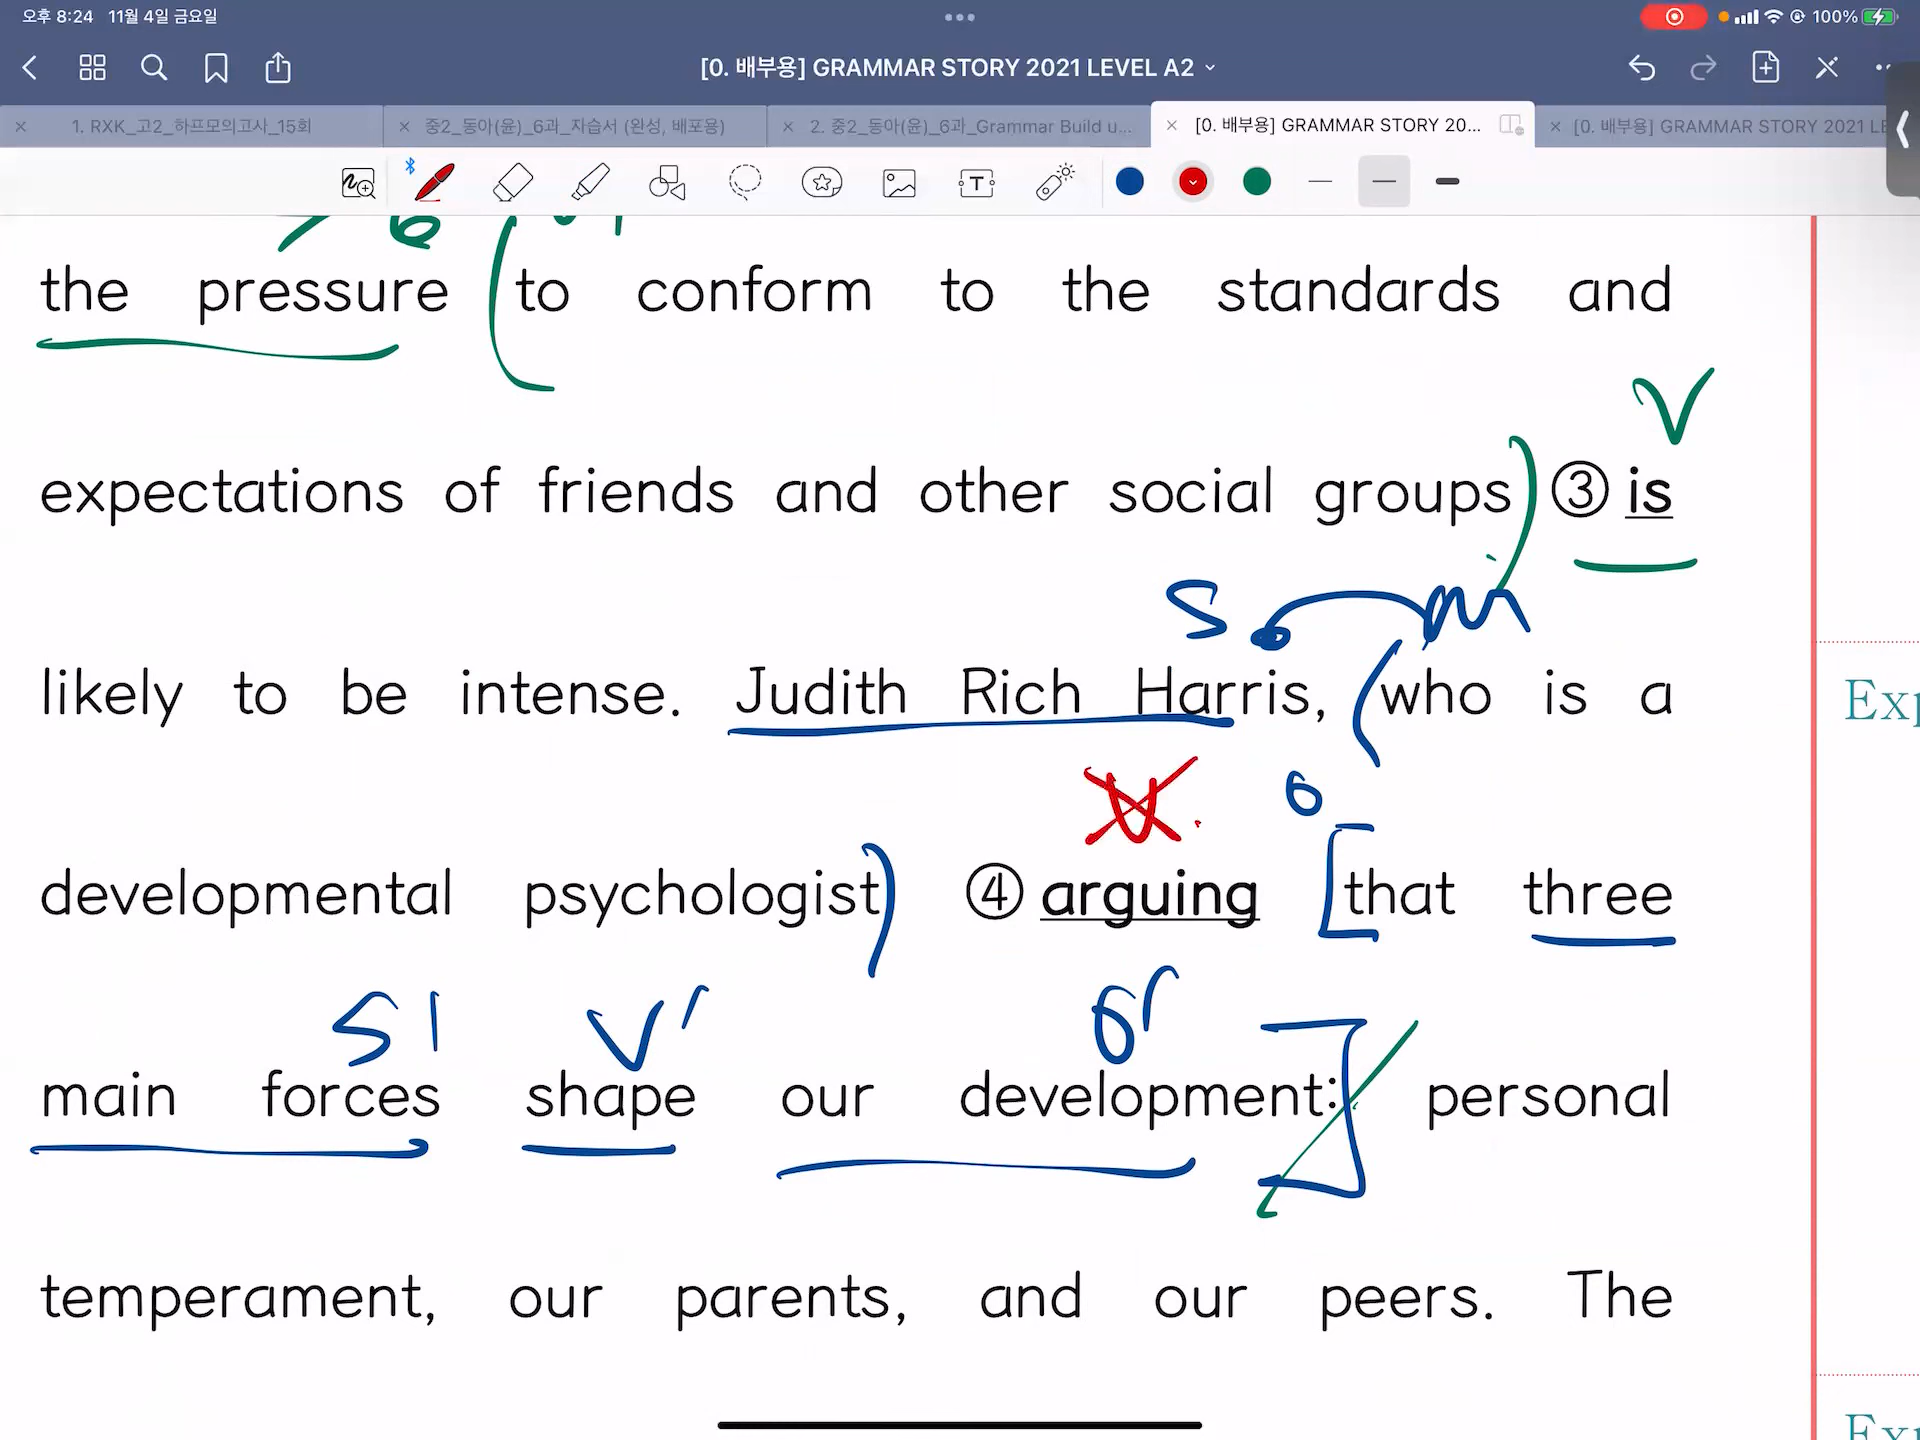 오후 8:24 11월 4일 금요일
100%
[0. 배부용] GRAMMAR STORY 2021 LEVEL A2
1. RXK_고2_하프모의고사_15회
중2_동아(윤)_6과_자습서 (완성, 배포용)
2. 중2_동아(윤)_6과_Grammar Build u...
[0. 배부용] GRAMMAR STORY 20...
[0. 배부용] GRAMMAR STORY 2021 LE
the pressure to conform to the standards and
V
expectations of friends and other social groups ③ is
S m
likely to be intense. Judith Rich Harris, who is a
Exp
V o
developmental psychologist ④ arguing that three
S' V' O'
main forces shape our development: personal
temperament, our parents, and our peers. The